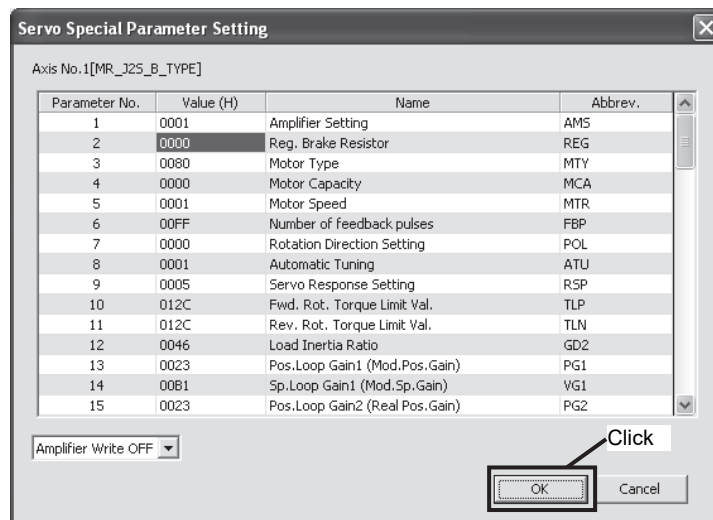 Servo Special Parameter Setting
Axis No.1[MR_J2S_B_TYPE]
Parameter No. Value (H) Name Abbrev.
1 0001 Amplifier Setting AMS
2 0000 Reg. Brake Resistor REG
3 0080 Motor Type MTY
4 0000 Motor Capacity MCA
5 0001 Motor Speed MTR
6 00FF Number of feedback pulses FBP
7 0000 Rotation Direction Setting POL
8 0001 Automatic Tuning ATU
9 0005 Servo Response Setting RSP
10 012C Fwd. Rot. Torque Limit Val. TLP
11 012C Rev. Rot. Torque Limit Val. TLN
12 0046 Load Inertia Ratio GD2
13 0023 Pos.Loop Gain1 (Mod.Pos.Gain) PG1
14 00B1 Sp.Loop Gain1 (Mod.Sp.Gain) VG1
15 0023 Pos.Loop Gain2 (Real Pos.Gain) PG2
Amplifier Write OFF
Click
OK Cancel